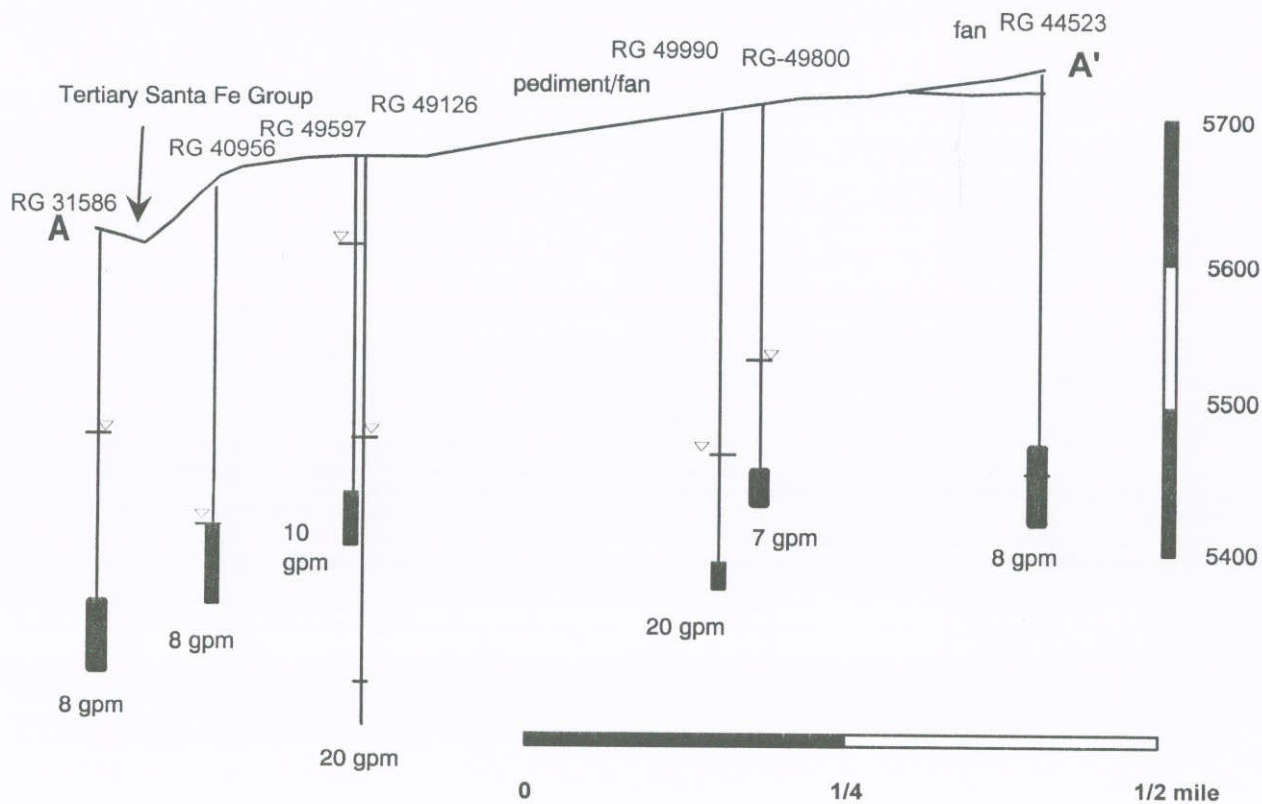 fan RG 44523
A'
RG 49990 RG-49800
pediment/fan
Tertiary Santa Fe Group
RG 49126
RG 49597
RG 40956
RG 31586
A
5700
5600
5500
5400
10
gpm
7 gpm
8 gpm
20 gpm
8 gpm
8 gpm
20 gpm
0 1/4 1/2 mile